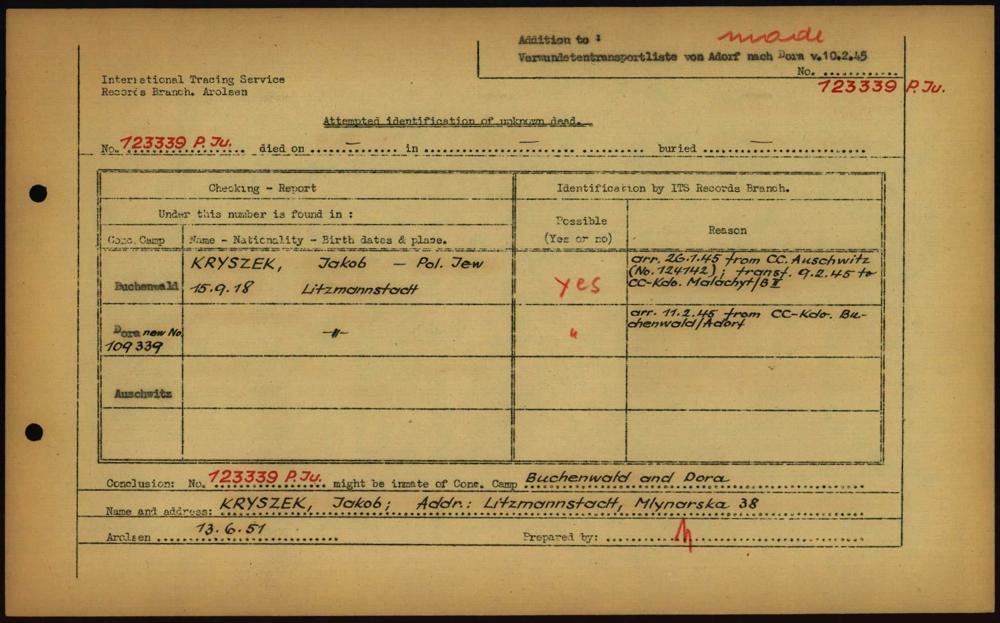 made
Addition to :
Verwundetentransportliste von Adorf nach Dora v.10.2.45
No. ............
123339 P. Ju.
International Tracing Service
Records Branch. Arolsen
Attempted identification of unknown dead.
No. 123339 P. Ju. died on ..... — ..... in ..... — ..... buried ..... — .....
Checking - Report
Identification by ITS Records Branch.
Under this number is found in :
Possible
(Yes or no)
Reason
Conc. Camp
Name - Nationality - Birth dates & place.
Buchenwald
KRYSZEK, Jakob — Pol. Jew
15.9.18 Litzmannstadt
yes
arr. 26.1.45 from CC. Auschwitz
(No. 124142); transf. 9.2.45 to
CC-Kdo. Malachyt/B II
Dora new No.
109339
—"—
"
arr. 11.2.45 from CC-Kdo. Bu-
chenwald/Adorf
Auschwitz
Conclusion: No. 123339 P. Ju. might be inmate of Conc. Camp Buchenwald and Dora
Name and address: KRYSZEK, Jakob; Addr.: Litzmannstadt, Mlynarska 38
Arolsen 13.6.51
Prepared by: ............